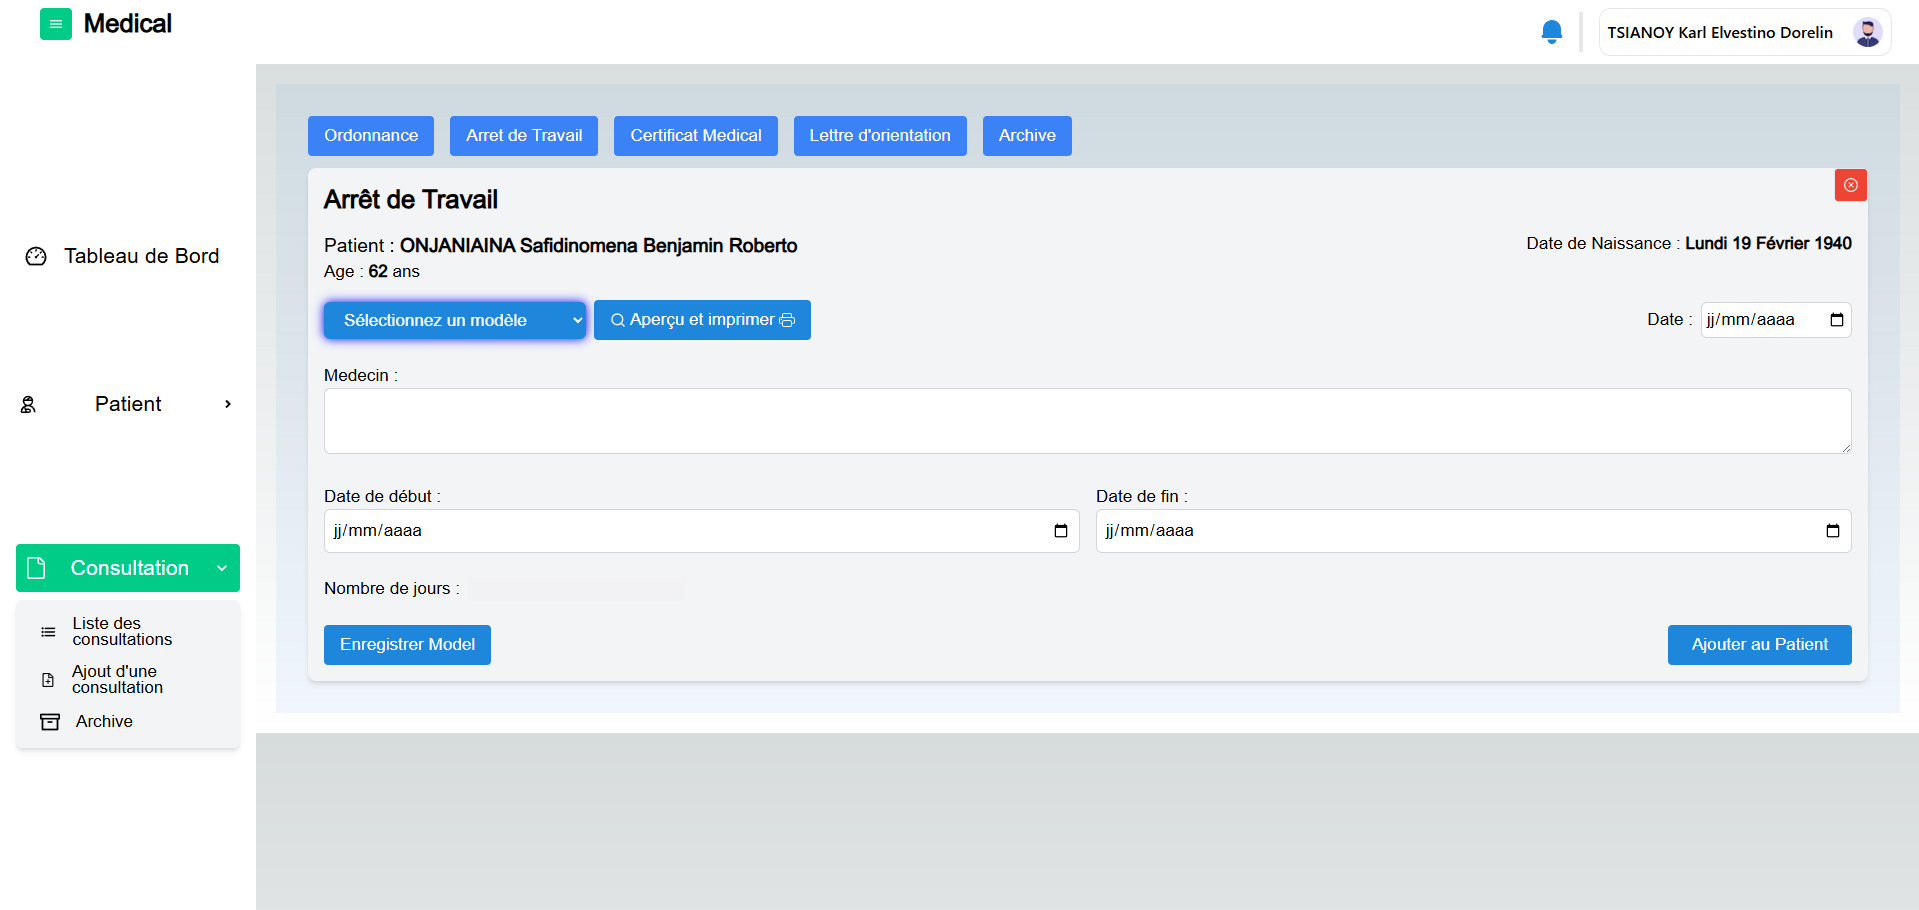 Medical
TSIANOY Karl Elvestino Dorelin
Tableau de Bord
Patient
Consultation
Liste des
consultations
Ajout d'une
consultation
Archive
Ordonnance
Arret de Travail
Certificat Medical
Lettre d'orientation
Archive
Arrêt de Travail
Patient : ONJANIAINA Safidinomena Benjamin Roberto
Date de Naissance : Lundi 19 Février 1940
Age : 62 ans
Sélectionnez un modèle
Aperçu et imprimer
Date : jj/mm/aaaa
Medecin :
Date de début :
jj/mm/aaaa
Date de fin :
jj/mm/aaaa
Nombre de jours :
Enregistrer Model
Ajouter au Patient